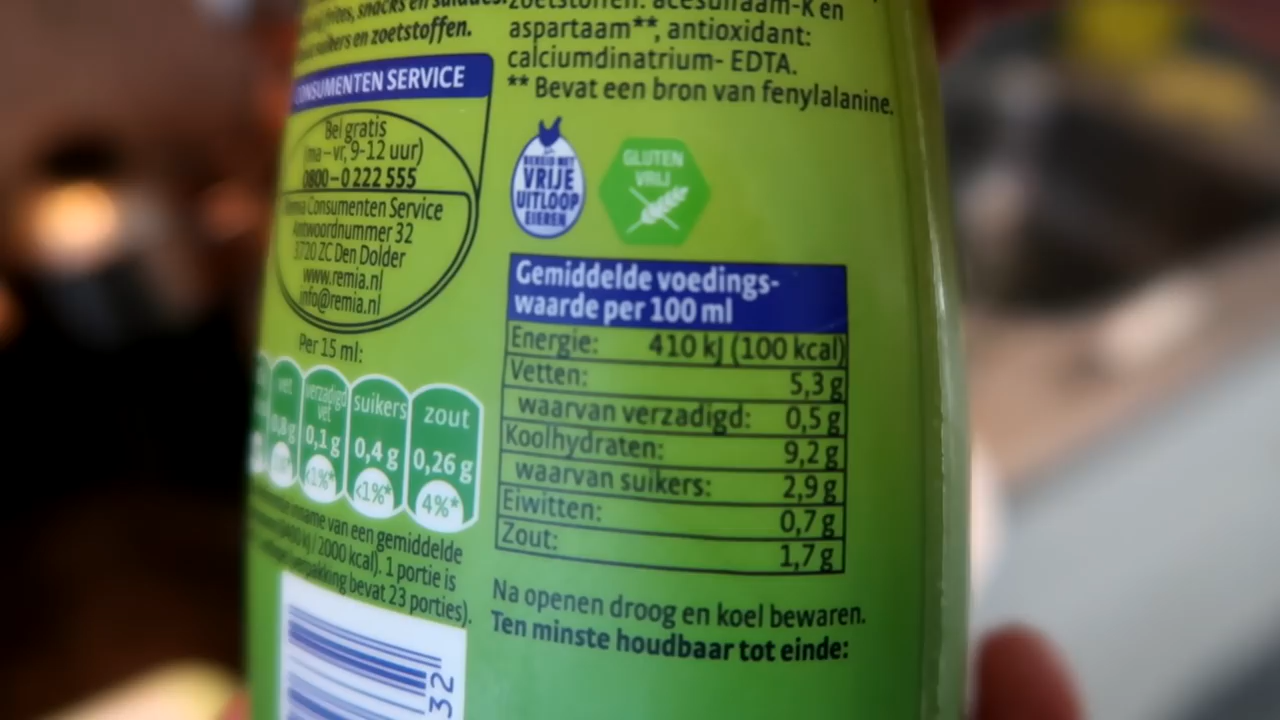 snacks en
en zoetstoffen.
CONSUMENTEN SERVICE
Bel gratis
(ma – vr, 9-12 uur)
0800 – 0 222 555
Remia Consumenten Service
Antwoordnummer 32
3720 ZC Den Dolder
www.remia.nl
info@remia.nl
Per 15 ml:
vet
0,8 g
verzadigd
vet
0,1 g
<1%*
suikers
0,4 g
<1%*
zout
0,26 g
4%*
van een gemiddelde
kJ / 2000 kcal). 1 portie is
bevat 23 porties).
32
zoetstoffen: acesulfaam-K en
aspartaam**, antioxidant:
calciumdinatrium- EDTA.
** Bevat een bron van fenylalanine.
BEREID MET
VRIJE
UITLOOP
EIEREN
GLUTEN
VRIJ
Gemiddelde voedings-
waarde per 100 ml
Energie: 410 kJ (100 kcal)
Vetten: 5,3 g
waarvan verzadigd: 0,5 g
Koolhydraten: 9,2 g
waarvan suikers: 2,9 g
Eiwitten: 0,7 g
Zout: 1,7 g
Na openen droog en koel bewaren.
Ten minste houdbaar tot einde: